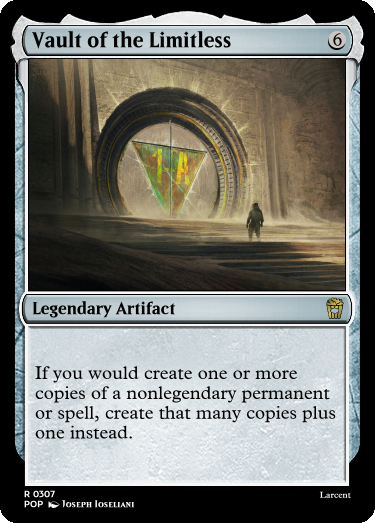 Vault of the Limitless 6
Legendary Artifact
If you would create one or more
copies of a nonlegendary permanent
or spell, create that many copies plus
one instead.
R 0307
POP Joseph Ioseliani
Larcent